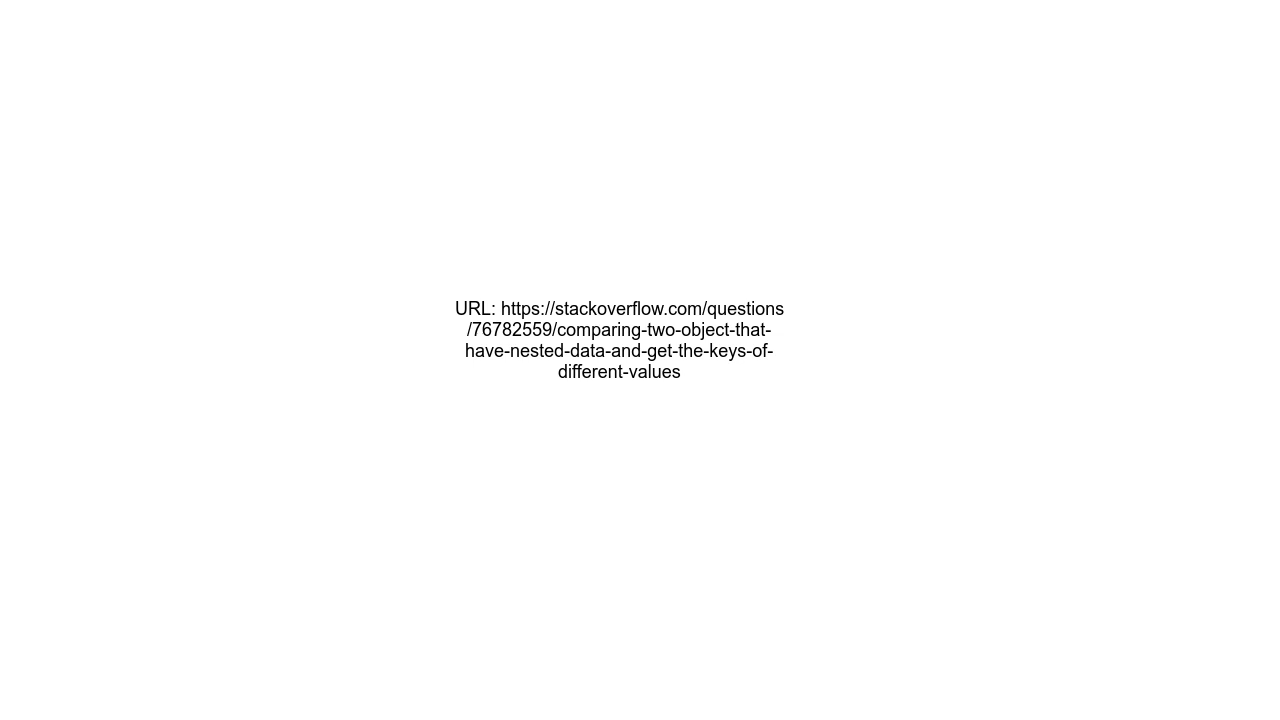 URL: https://stackoverflow.com/questions
/76782559/comparing-two-object-that-
have-nested-data-and-get-the-keys-of-
different-values